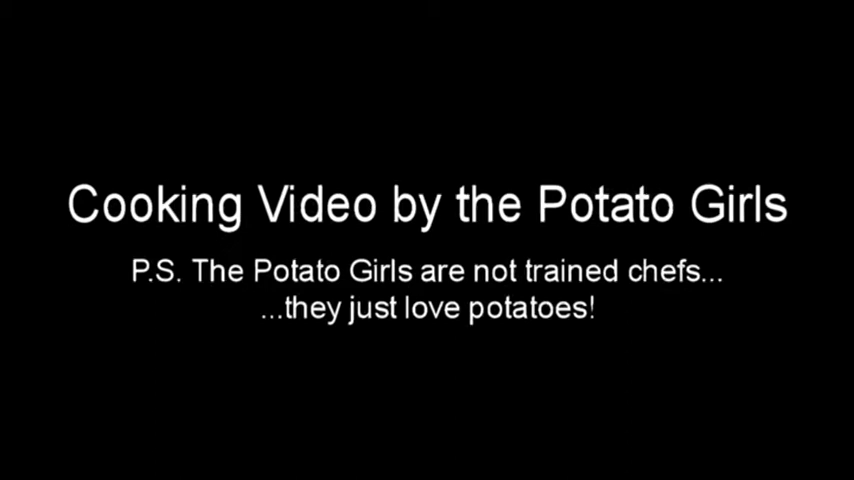 Cooking Video by the Potato Girls
P.S. The Potato Girls are not trained chefs...
...they just love potatoes!